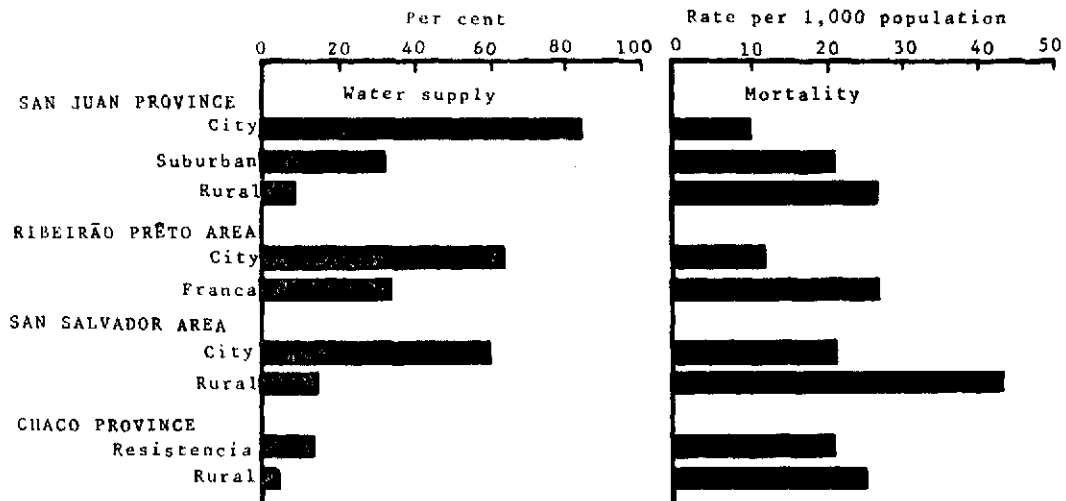 Per cent Rate per 1,000 population
0 20 40 60 80 100 0 10 20 30 40 50
Water supply Mortality
SAN JUAN PROVINCE
City
Suburban
Rural
RIBEIRÃO PRÊTO AREA
City
Franca
SAN SALVADOR AREA
City
Rural
CHACO PROVINCE
Resistencia
Rural